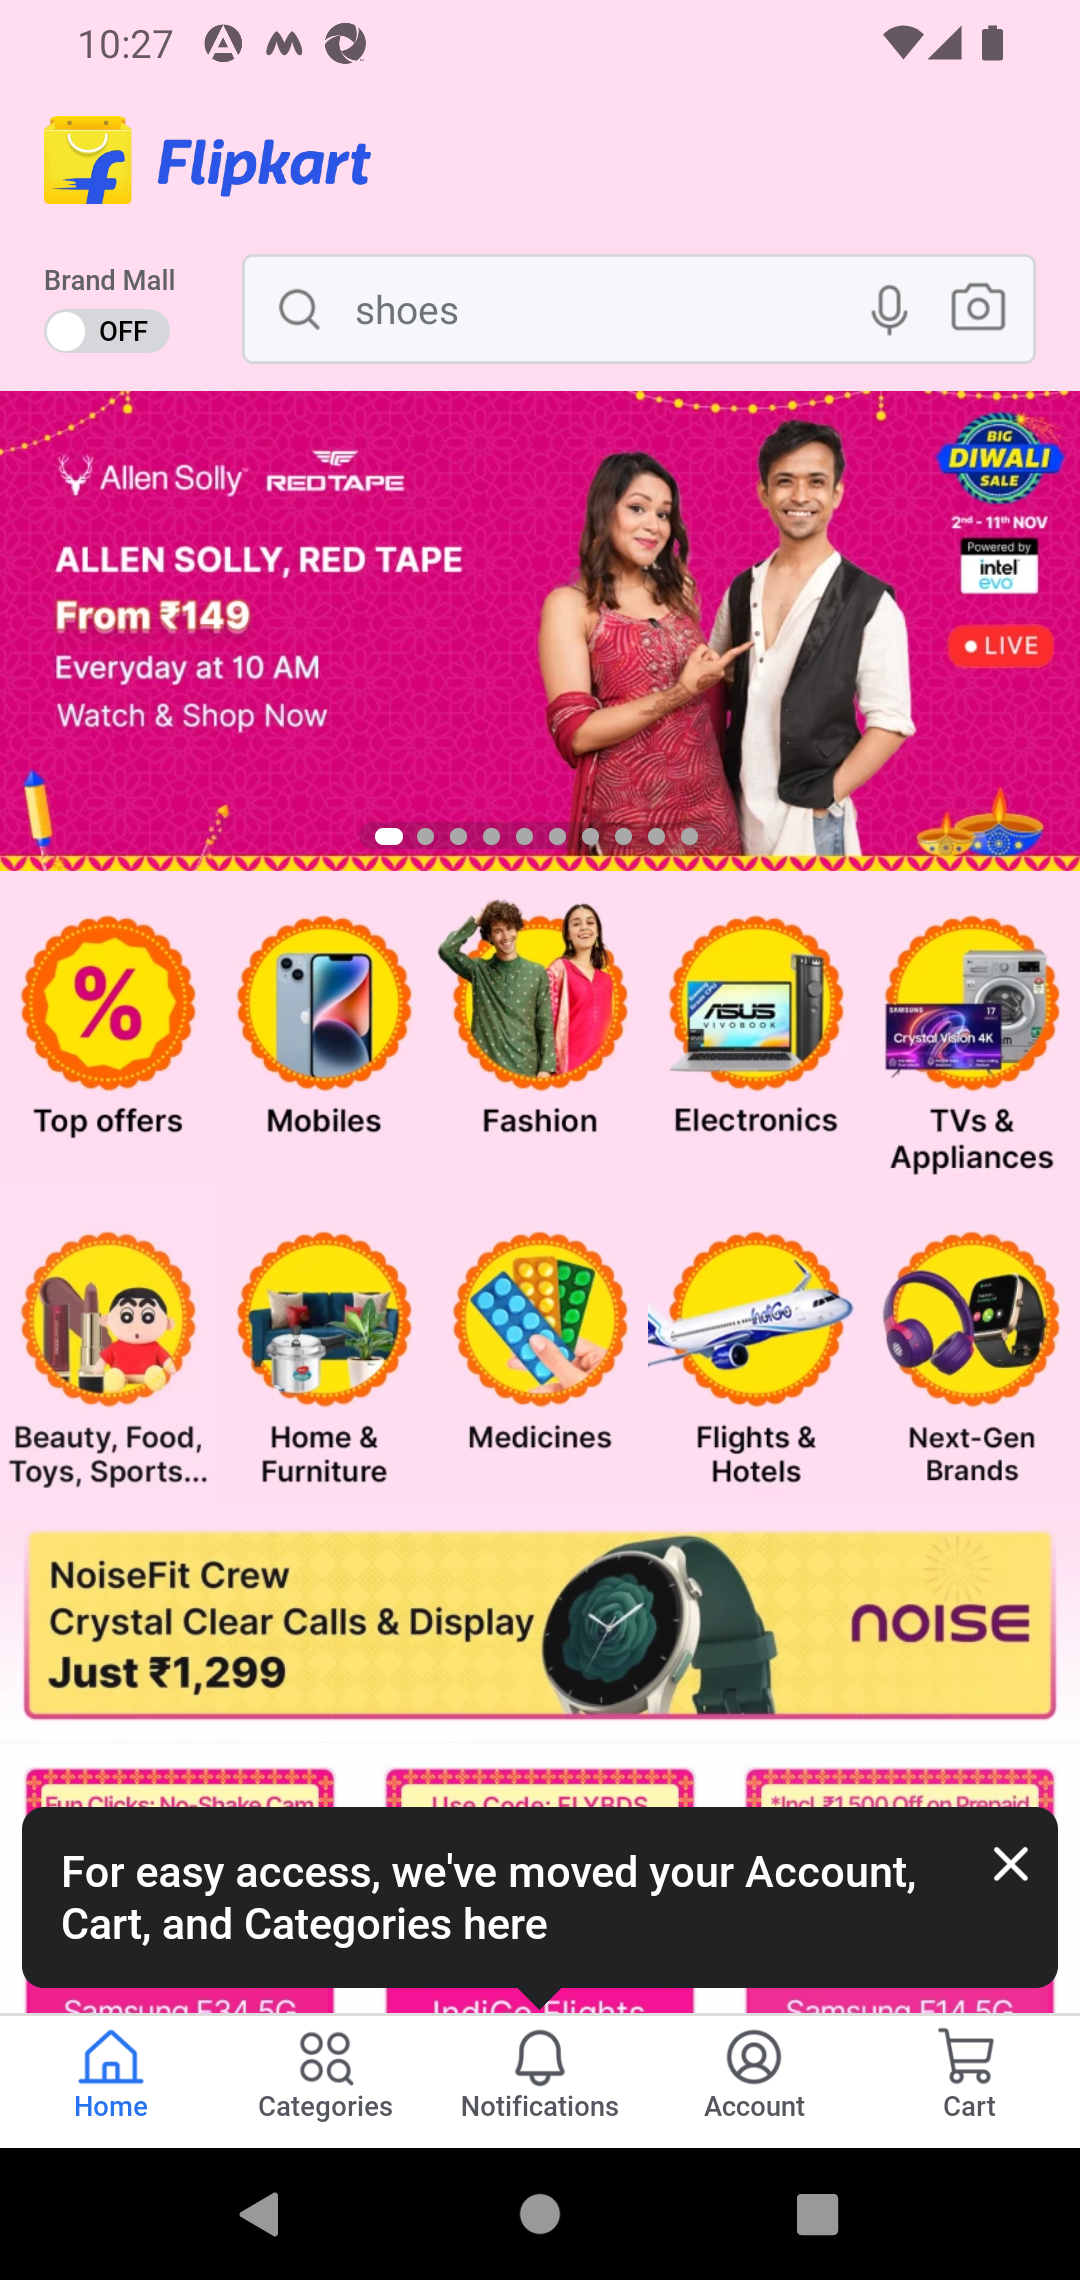 10:27
Flipkart
Brand Mall
OFF
shoes
Allen Solly
RED TAPE
BIG
DIWALI
SALE
2nd - 11th NOV
Powered by
intel
evo
LIVE
ALLEN SOLLY, RED TAPE
From ₹149
Everyday at 10 AM
Watch & Shop Now
%
ASUS
VIVOBOOK
SAMSUNG
17
Crystal Vision 4K
Top offers
Mobiles
Fashion
Electronics
TVs &
Appliances
IndiGo
Beauty, Food,
Toys, Sports...
Home &
Furniture
Medicines
Flights &
Hotels
Next-Gen
Brands
NoiseFit Crew
Crystal Clear Calls & Display
Just ₹1,299
NOISE
Fun Clicks: No-Shake Cam
Use Code: FLYBDS
*Incl. ₹1,500 Off on Prepaid
For easy access, we've moved your Account,
Cart, and Categories here
Samsung F34 5G
IndiGo Flights
Samsung F14 5G
Home
Categories
Notifications
Account
Cart